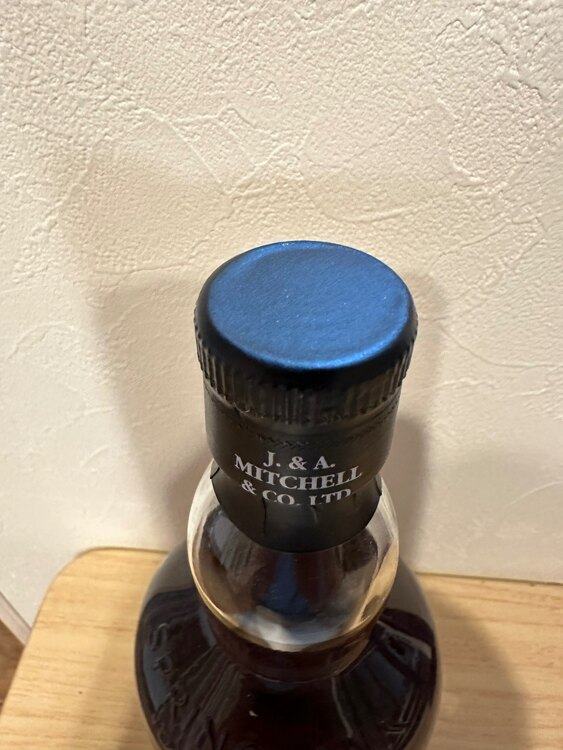 J. & A.
MITCHELL
& CO. LTD.